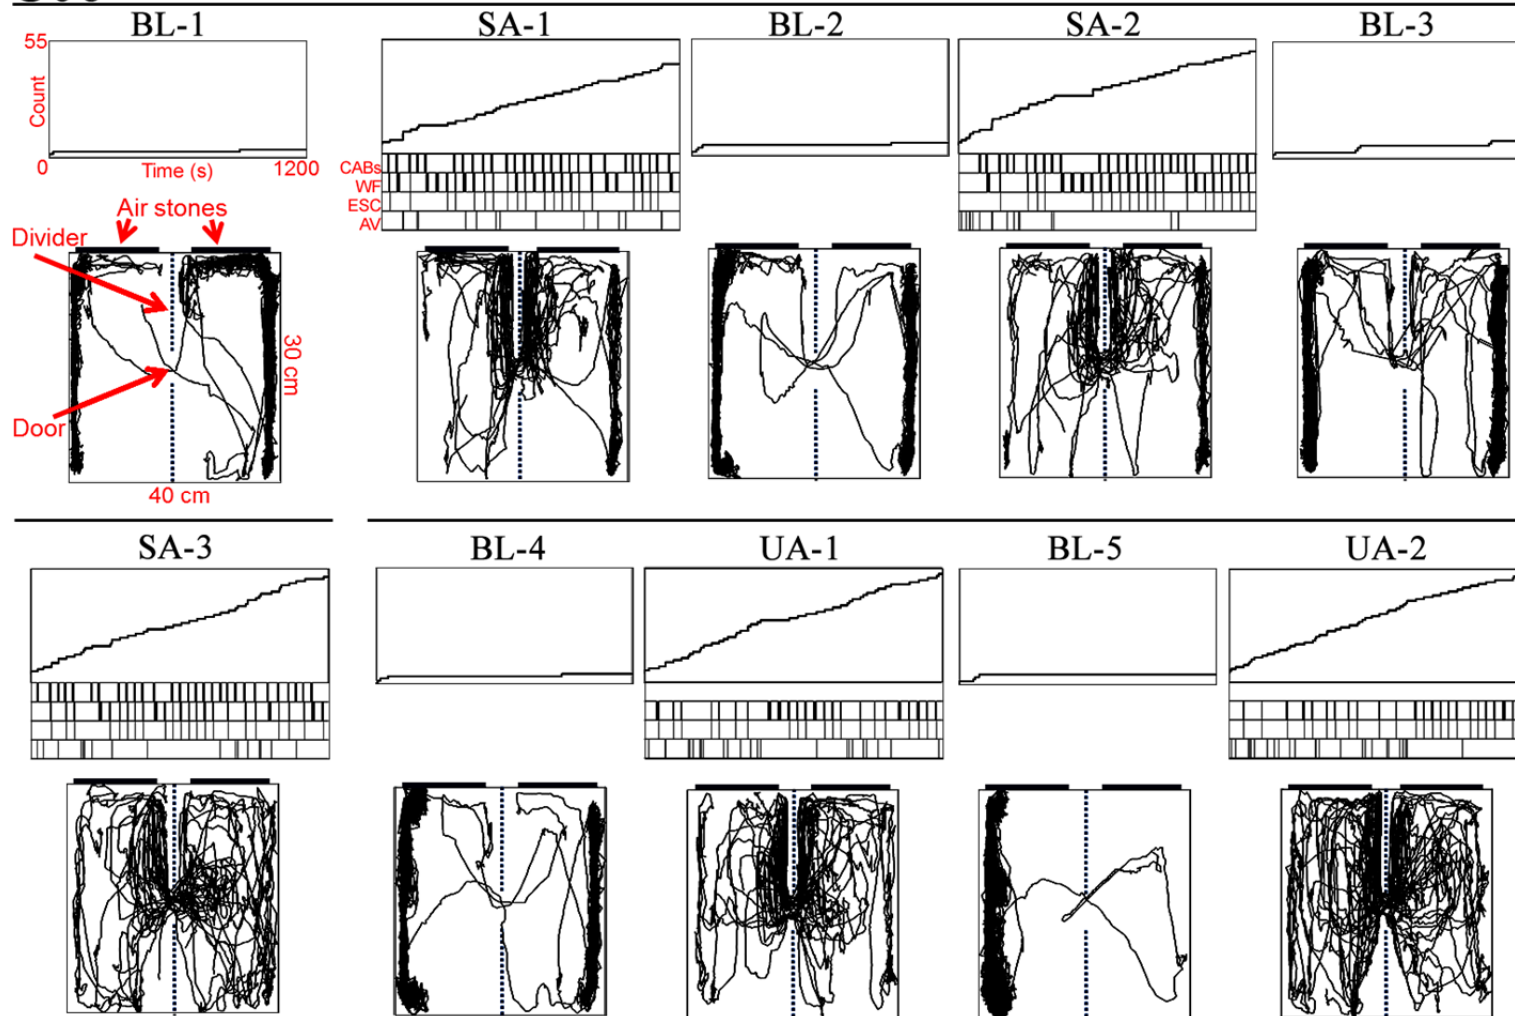 BL-1 SA-1 BL-2 SA-2 BL-3
55
Count
0 Time (s) 1200
CABs
WF
ESC
AV
Air stones
Divider
30 cm
Door
40 cm
SA-3 BL-4 UA-1 BL-5 UA-2